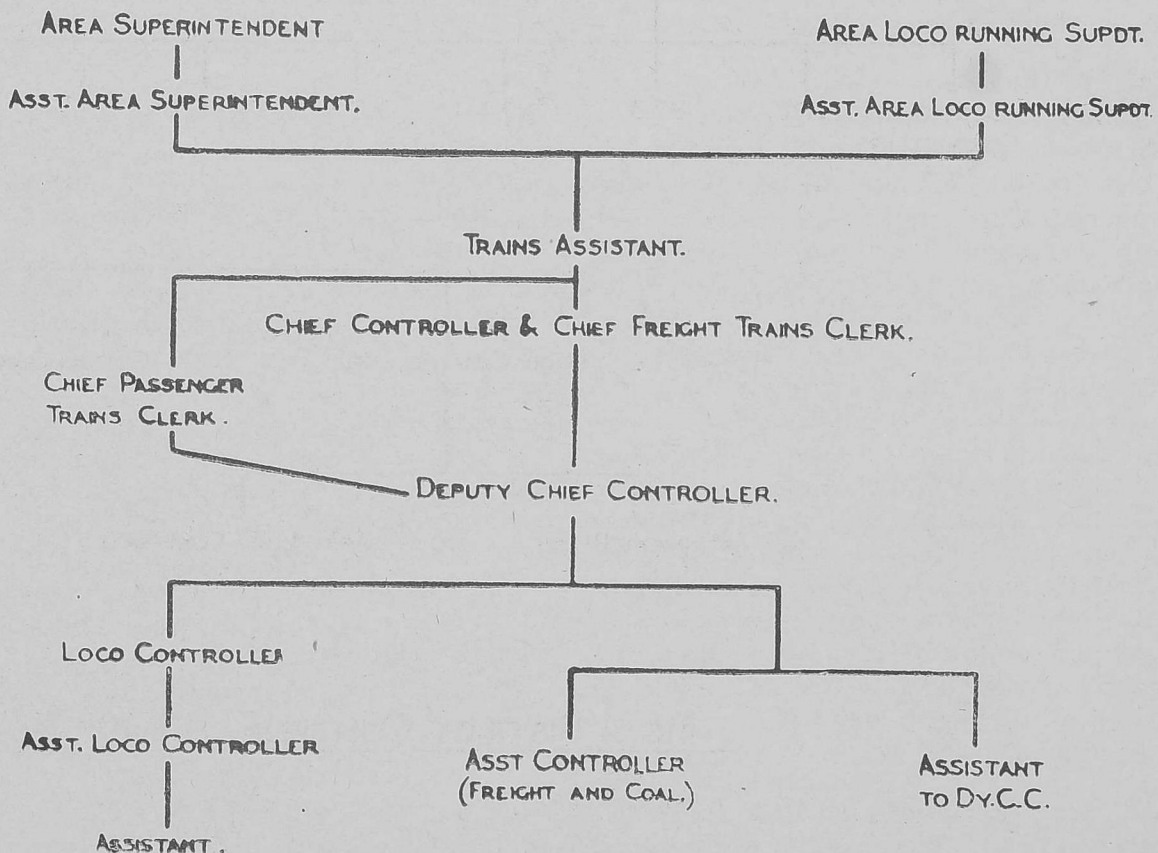 AREA SUPERINTENDENT
AREA LOCO RUNNING SUPDT.
ASST. AREA SUPERINTENDENT.
ASST. AREA LOCO RUNNING SUPDT.
TRAINS ASSISTANT.
CHIEF CONTROLLER & CHIEF FREIGHT TRAINS CLERK.
CHIEF PASSENGER
TRAINS CLERK.
DEPUTY CHIEF CONTROLLER.
LOCO CONTROLLER
ASST. LOCO CONTROLLER
ASST CONTROLLER
(FREIGHT AND COAL.)
ASSISTANT
TO DY.C.C.
ASSISTANT.